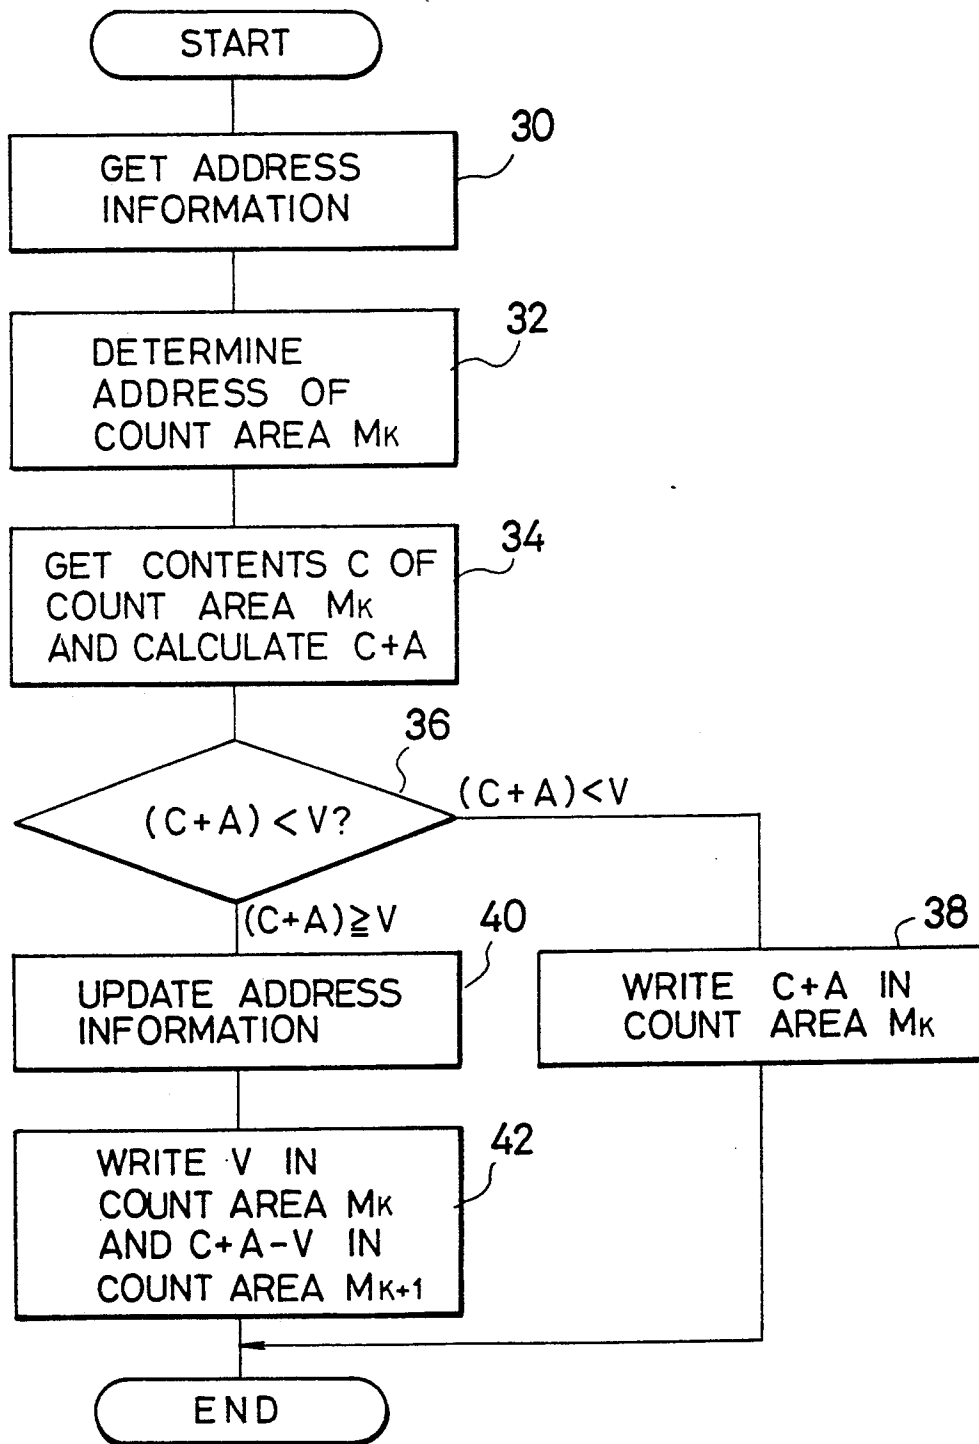 START
30
GET ADDRESS
INFORMATION
32
DETERMINE
ADDRESS OF
COUNT AREA MK
34
GET CONTENTS C OF
COUNT AREA MK
AND CALCULATE C+A
36
(C+A)<V?
(C+A)<V
(C+A)≧V
40
UPDATE ADDRESS
INFORMATION
38
WRITE C+A IN
COUNT AREA MK
42
WRITE V IN
COUNT AREA MK
AND C+A-V IN
COUNT AREA MK+1
END